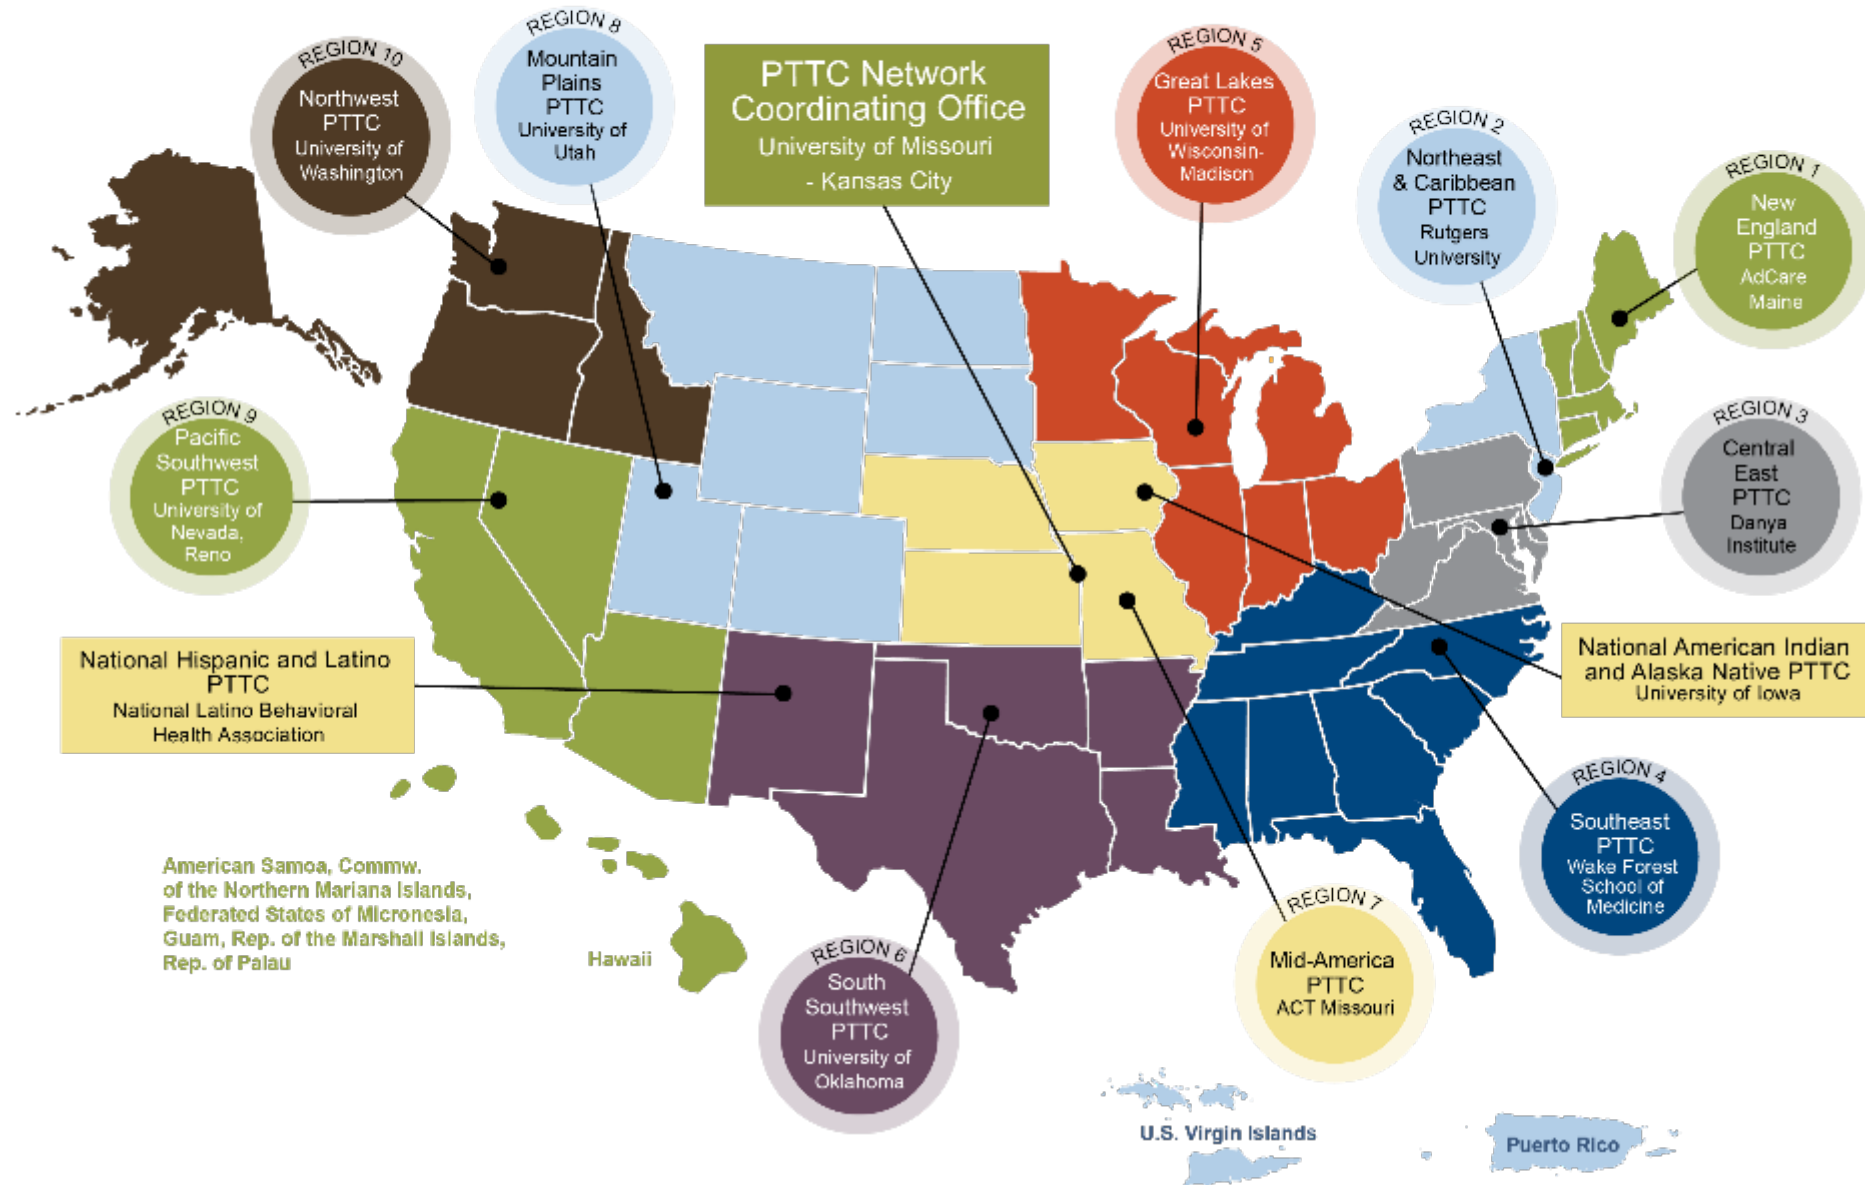 REGION 10
Northwest
PTTC
University of
Washington
REGION 8
Mountain
Plains
PTTC
University of
Utah
PTTC Network
Coordinating Office
University of Missouri
- Kansas City
REGION 5
Great Lakes
PTTC
University of
Wisconsin-
Madison
REGION 2
Northeast
& Caribbean
PTTC
Rutgers
University
REGION 1
New
England
PTTC
AdCare
Maine
REGION 9
Pacific
Southwest
PTTC
University of
Nevada,
Reno
REGION 3
Central
East
PTTC
Danya
Institute
National Hispanic and Latino
PTTC
National Latino Behavioral
Health Association
National American Indian
and Alaska Native PTTC
University of Iowa
REGION 4
Southeast
PTTC
Wake Forest
School of
Medicine
American Samoa, Commw.
of the Northern Mariana Islands,
Federated States of Micronesia,
Guam, Rep. of the Marshall Islands,
Rep. of Palau
Hawaii
REGION 6
South
Southwest
PTTC
University of
Oklahoma
REGION 7
Mid-America
PTTC
ACT Missouri
U.S. Virgin Islands
Puerto Rico